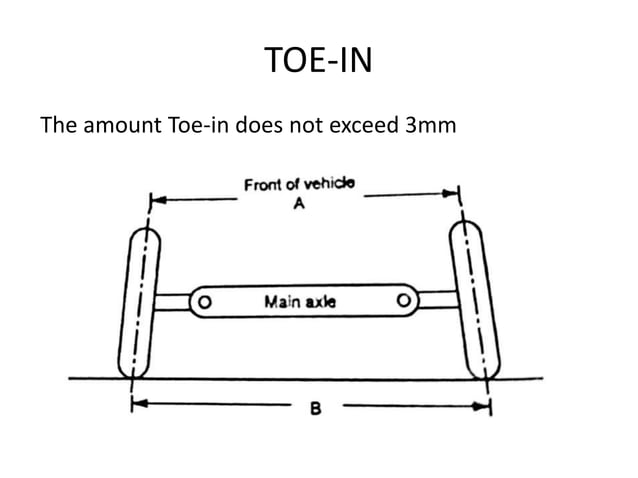 TOE-IN
The amount Toe-in does not exceed 3mm
Front of vehicle
A
Main axle
B